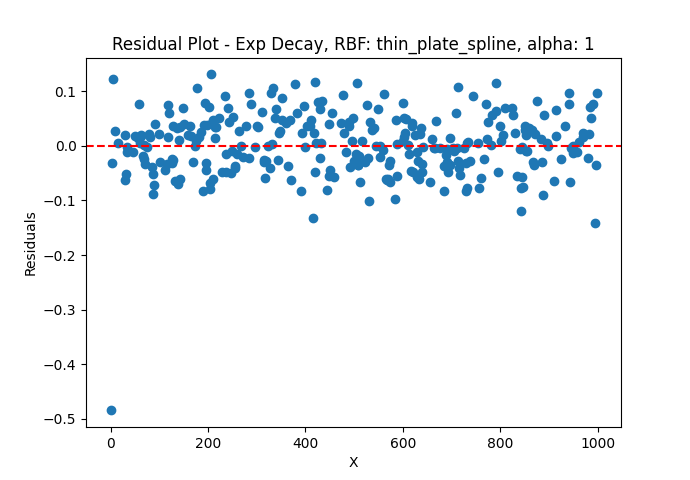 Residual Plot - Exp Decay, RBF: thin_plate_spline, alpha: 1
0.1
0.0
−0.1
−0.2
−0.3
−0.4
−0.5
Residuals
0 200 400 600 800 1000
X